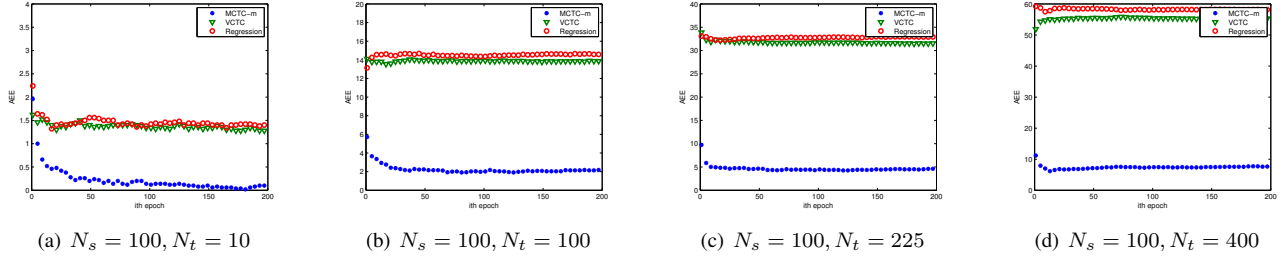 4
3.5
3
2.5
2
1.5
1
0.5
0
AEE
0 50 100 150 200
ith epoch
MCTC−m
VCTC
Regression
(a) N_s = 100, N_t = 10
20
18
16
14
12
10
8
6
4
2
0
AEE
0 50 100 150 200
ith epoch
MCTC−m
VCTC
Regression
(b) N_s = 100, N_t = 100
40
35
30
25
20
15
10
5
0
AEE
0 50 100 150 200
ith epoch
MCTC−m
VCTC
Regression
(c) N_s = 100, N_t = 225
60
50
40
30
20
10
0
AEE
0 50 100 150 200
ith epoch
MCTC−m
VCTC
Regression
(d) N_s = 100, N_t = 400